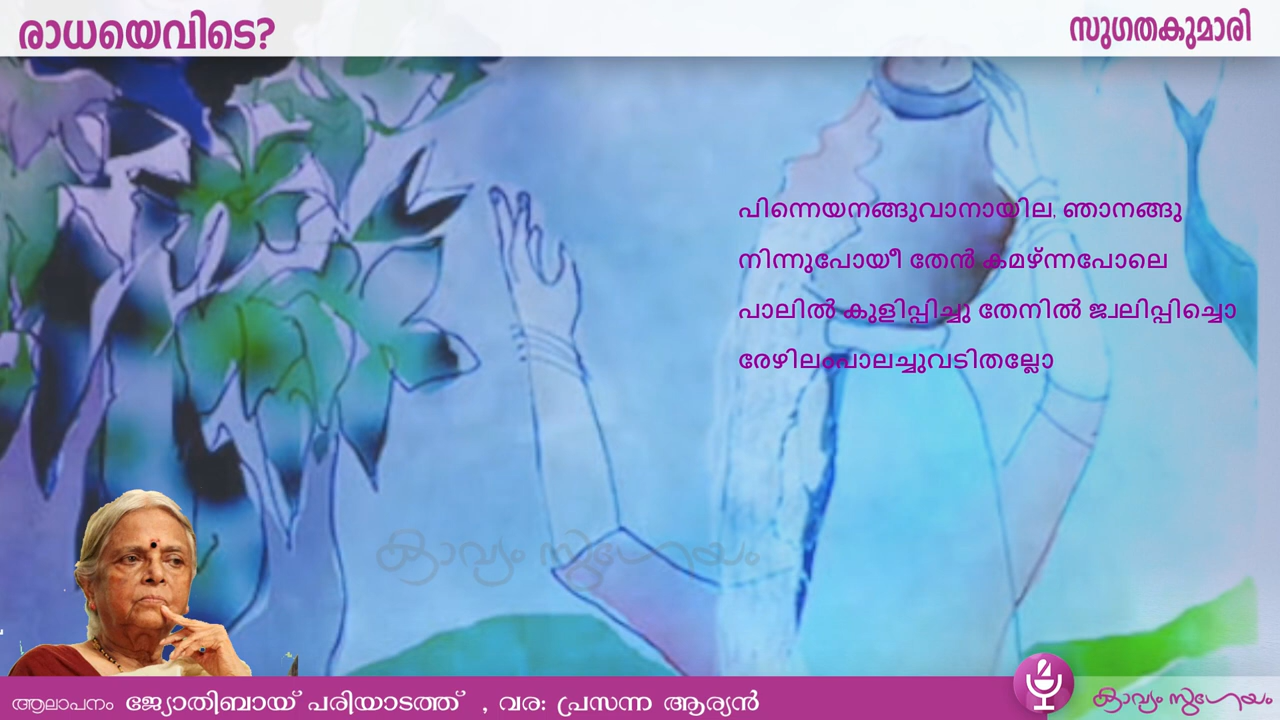 രാധയെവിടെ?
സുഗതകുമാരി
പിന്നെയനങ്ങുവാനായില, ഞാനങ്ങു
നിന്നുപോയീ തേൻ കമഴ്ന്നപോലെ
പാലിൽ കുളിപ്പിച്ചു തേനിൽ ജ്വലിപ്പിച്ചൊ
രേഴിലംപാലച്ചുവടിതല്ലോ
കാവ്യം സുഗേയം
ആലാപനം ജ്യോതിബായ് പരിയാടത്ത് , വര: പ്രസന്ന ആര്യൻ
കാവ്യം സുഗേയം